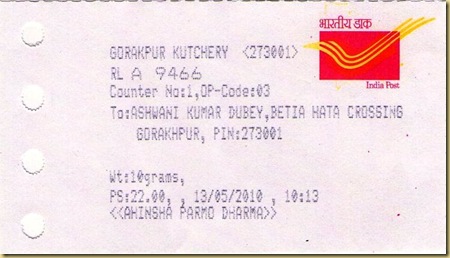 भारतीय डाक
India Post
GORAKPUR KUTCHERY <273001>
RL A 9466
Counter No:1,OP-Code:03
To:ASHWANI KUMAR DUBEY,BETIA HATA CROSSING
GORAKHPUR, PIN:273001
Wt:10grams,
PS:22.00, , 13/05/2010 , 10:13
<<AHINSHA PARMO DHARMA>>